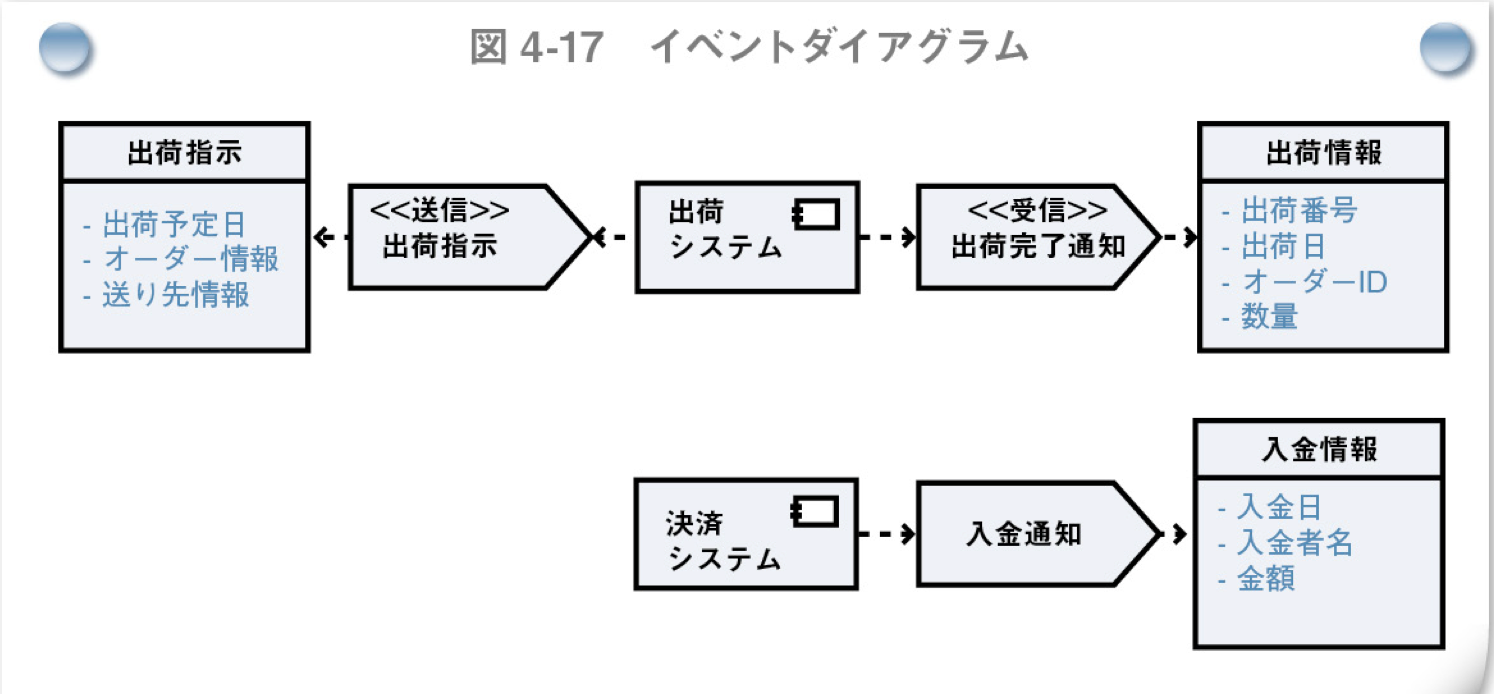 図 4-17　イベントダイアグラム
出荷指示
- 出荷予定日
- オーダー情報
- 送り先情報
<<送信>>
出荷指示
出荷
システム
<<受信>>
出荷完了通知
出荷情報
- 出荷番号
- 出荷日
- オーダーID
- 数量
決済
システム
入金通知
入金情報
- 入金日
- 入金者名
- 金額